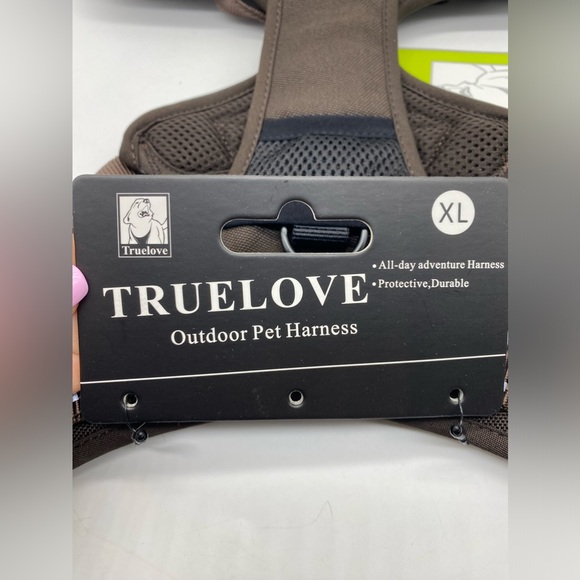 XL
Truelove
TRUELOVE
Outdoor Pet Harness
•All-day adventure Harness
•Protective,Durable